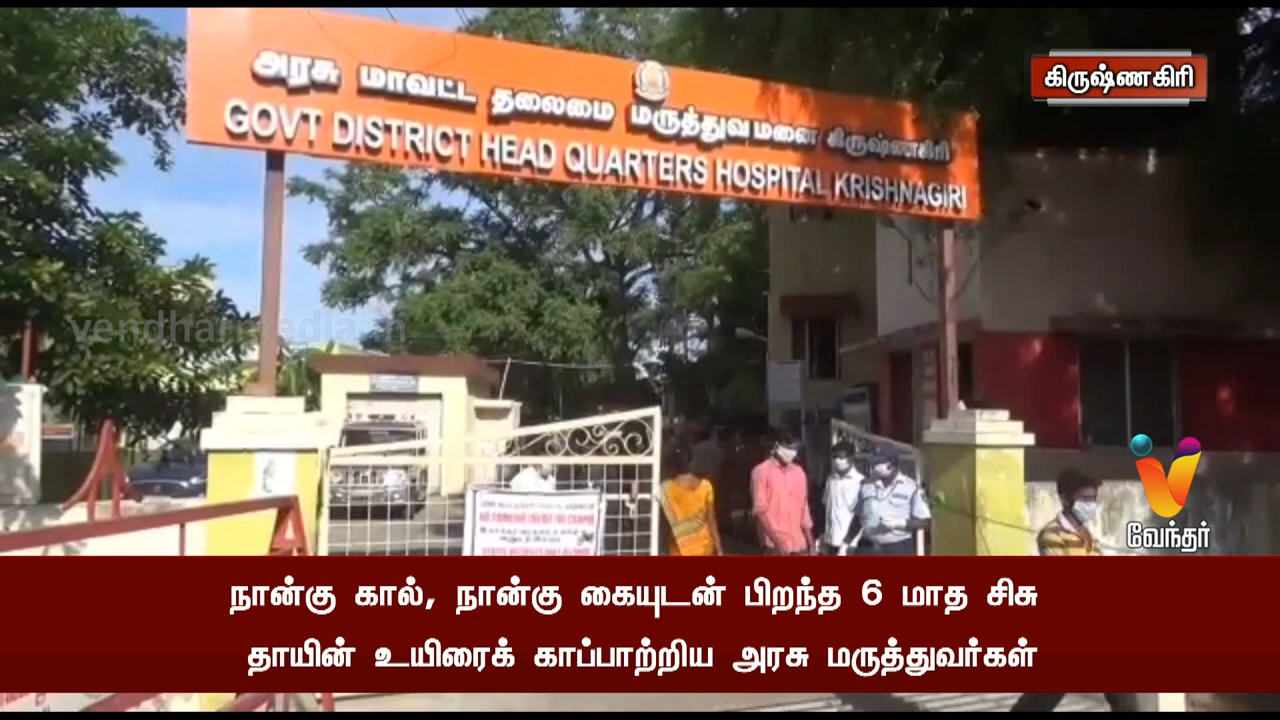 அரசு மாவட்ட தலைமை மருத்துவமனை கிருஷ்ணகிரி
GOVT DISTRICT HEAD QUARTERS HOSPITAL KRISHNAGIRI
கிருஷ்ணகிரி
வேந்தர்
நான்கு கால், நான்கு கையுடன் பிறந்த 6 மாத சிசு
தாயின் உயிரைக் காப்பாற்றிய அரசு மருத்துவர்கள்